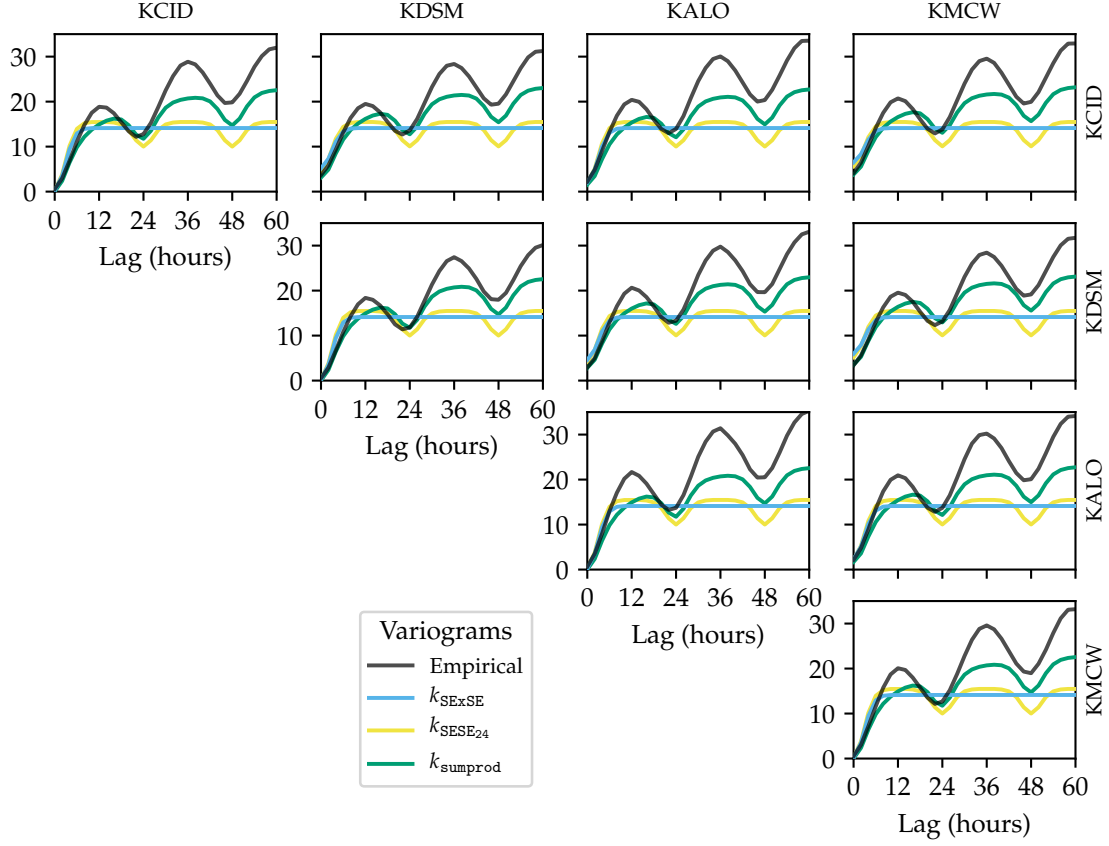 KCID KDSM KALO KMCW
30
20
10
0
0 12 24 36 48 60
Lag (hours)
KCID
30
20
10
0
0 12 24 36 48 60
Lag (hours)
KDSM
30
20
10
0
0 12 24 36 48 60
Lag (hours)
KALO
30
20
10
0
0 12 24 36 48 60
Lag (hours)
KMCW
Variograms
Empirical
k_SExSE
k_SESE_24
k_sumprod